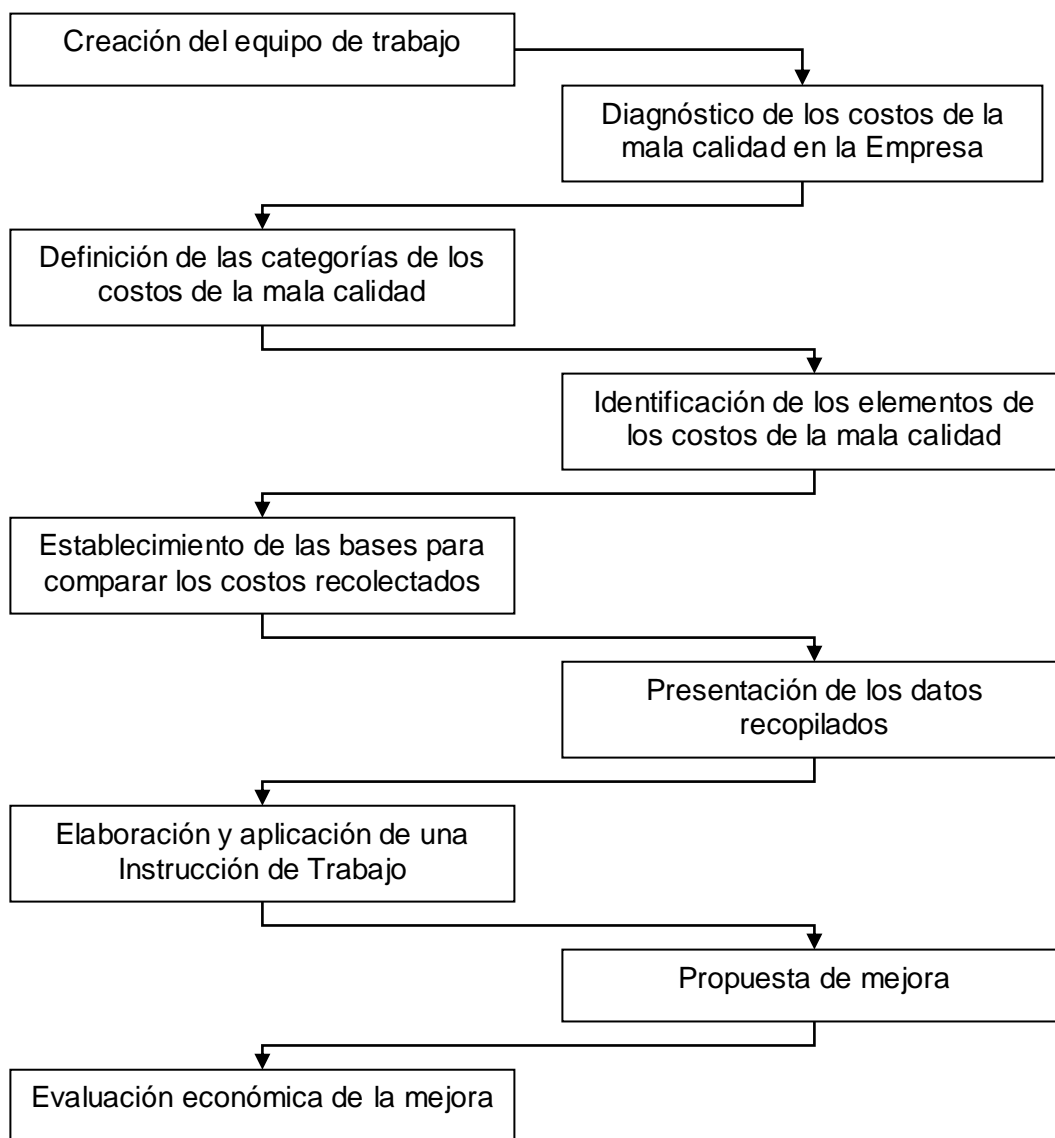 Creación del equipo de trabajo
Diagnóstico de los costos de la
mala calidad en la Empresa
Definición de las categorías de los
costos de la mala calidad
Identificación de los elementos de
los costos de la mala calidad
Establecimiento de las bases para
comparar los costos recolectados
Presentación de los datos
recopilados
Elaboración y aplicación de una
Instrucción de Trabajo
Propuesta de mejora
Evaluación económica de la mejora